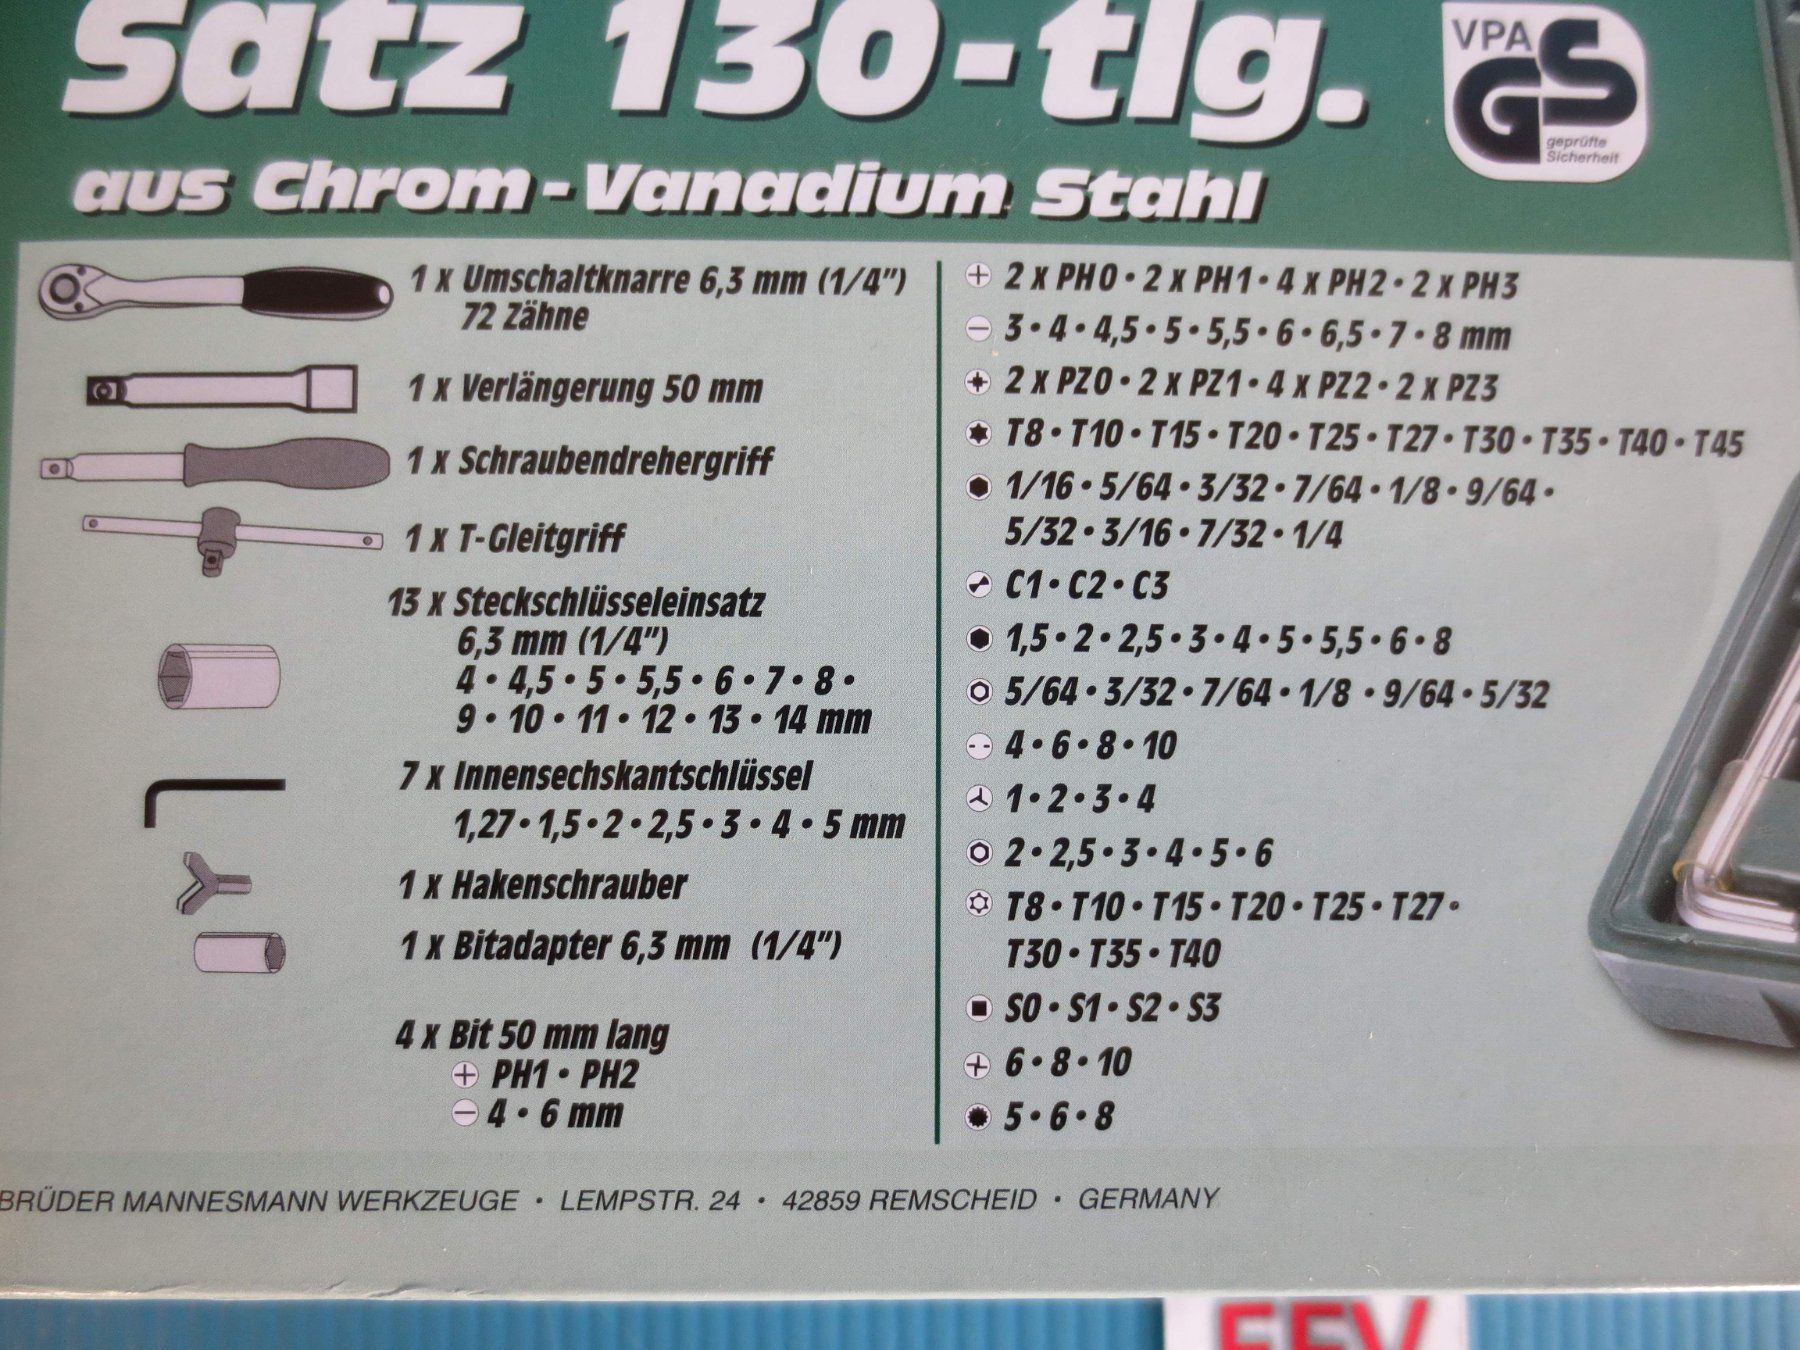 Satz 130-tlg.
VPA GS
geprüfte
Sicherheit
aus Chrom-Vanadium Stahl
1 x Umschaltknarre 6,3 mm (1/4")
72 Zähne
1 x Verlängerung 50 mm
1 x Schraubendrehergriff
1 x T-Gleitgriff
13 x Steckschlüsseleinsatz
6,3 mm (1/4")
4 • 4,5 • 5 • 5,5 • 6 • 7 • 8 •
9 • 10 • 11 • 12 • 13 • 14 mm
7 x Innensechskantschlüssel
1,27 • 1,5 • 2 • 2,5 • 3 • 4 • 5 mm
1 x Hakenschrauber
1 x Bitadapter 6,3 mm (1/4")
4 x Bit 50 mm lang
PH1 • PH2
4 • 6 mm
2 x PH0 • 2 x PH1 • 4 x PH2 • 2 x PH3
3 • 4 • 4,5 • 5 • 5,5 • 6 • 6,5 • 7 • 8 mm
2 x PZ0 • 2 x PZ1 • 4 x PZ2 • 2 x PZ3
T8 • T10 • T15 • T20 • T25 • T27 • T30 • T35 • T40 • T45
1/16 • 5/64 • 3/32 • 7/64 • 1/8 • 9/64 •
5/32 • 3/16 • 7/32 • 1/4
C1 • C2 • C3
1,5 • 2 • 2,5 • 3 • 4 • 5 • 5,5 • 6 • 8
5/64 • 3/32 • 7/64 • 1/8 • 9/64 • 5/32
4 • 6 • 8 • 10
1 • 2 • 3 • 4
2 • 2,5 • 3 • 4 • 5 • 6
T8 • T10 • T15 • T20 • T25 • T27 •
T30 • T35 • T40
S0 • S1 • S2 • S3
6 • 8 • 10
5 • 6 • 8
BRÜDER MANNESMANN WERKZEUGE • LEMPSTR. 24 • 42859 REMSCHEID • GERMANY